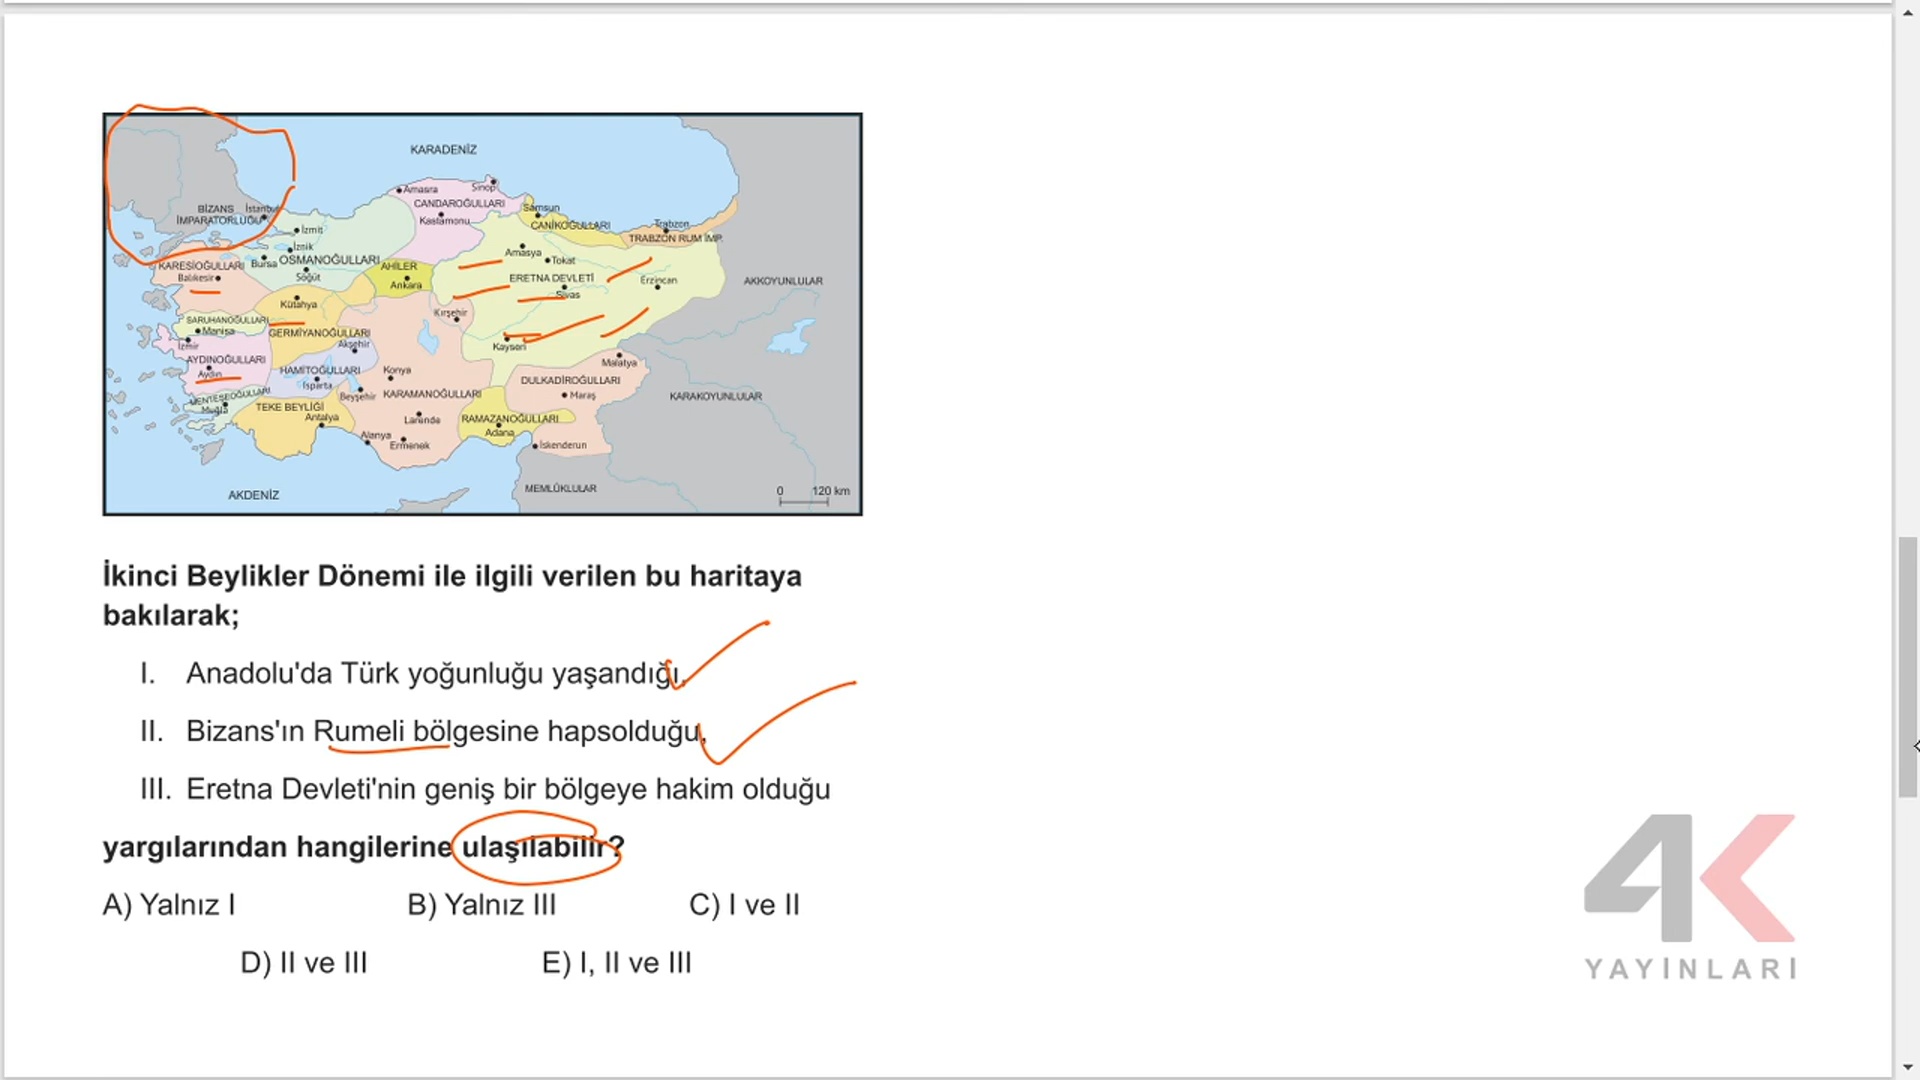 KARADENİZ
BİZANS İMPARATORLUĞU
İstanbul
Amasra
Sinop
CANDAROĞULLARI
Kastamonu
Samsun
CANİKOĞULLARI
Trabzon
TRABZON RUM İMP.
İzmit
İznik
Bursa
OSMANOĞULLARI
Söğüt
KARESİOĞULLARI
Balıkesir
AHİLER
Ankara
Amasya
Tokat
ERETNA DEVLETİ
Sivas
Erzincan
AKKOYUNLULAR
Kütahya
Kırşehir
SARUHANOĞULLARI
Manisa
GERMİYANOĞULLARI
İzmir
Akşehir
Kayseri
AYDINOĞULLARI
Aydın
HAMİTOĞULLARI
Isparta
Konya
Malatya
DULKADİROĞULLARI
Maraş
MENTEŞEOĞULLARI
Muğla
Beyşehir
KARAMANOĞULLARI
KARAKOYUNLULAR
TEKE BEYLİĞİ
Antalya
Larende
RAMAZANOĞULLARI
Adana
Alanya
Ermenek
İskenderun
AKDENİZ
MEMLÜKLULAR
0 120 km
İkinci Beylikler Dönemi ile ilgili verilen bu haritaya
bakılarak;
I. Anadolu'da Türk yoğunluğu yaşandığı,
II. Bizans'ın Rumeli bölgesine hapsolduğu,
III. Eretna Devleti'nin geniş bir bölgeye hakim olduğu
yargılarından hangilerine ulaşılabilir?
A) Yalnız I B) Yalnız III C) I ve II
D) II ve III E) I, II ve III
4K
YAYINLARI